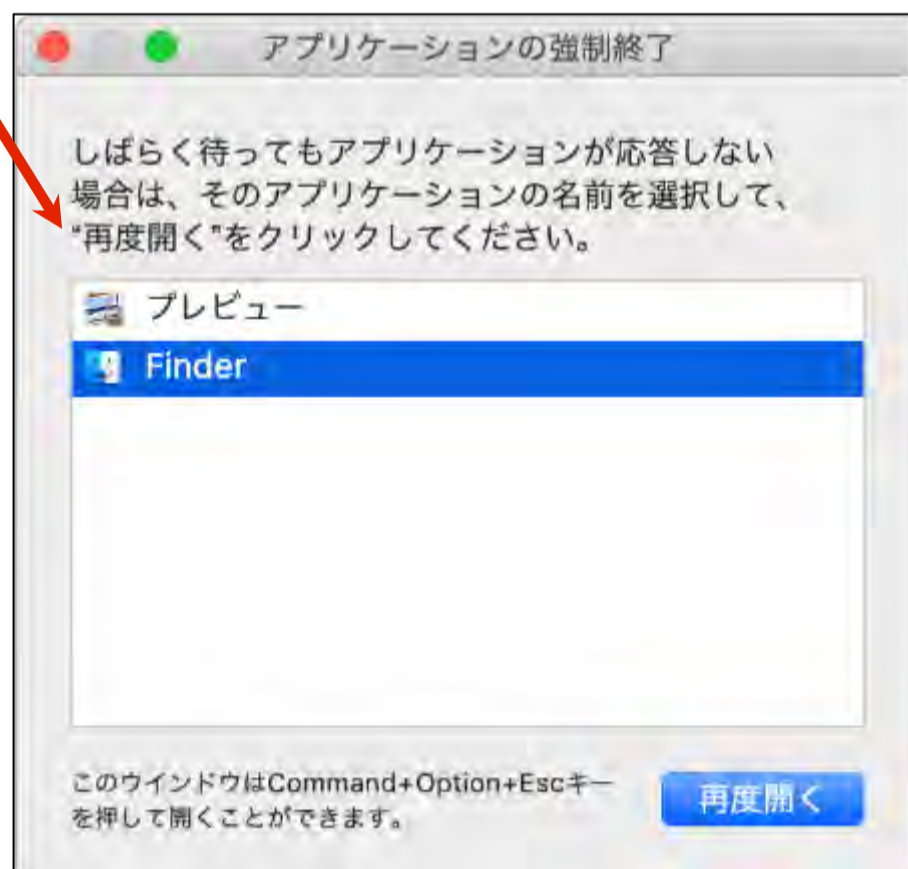 アプリケーションの強制終了
しばらく待ってもアプリケーションが応答しない
場合は、そのアプリケーションの名前を選択して、
“再度開く”をクリックしてください。
プレビュー
Finder
このウインドウはCommand+Option+Escキー
を押して開くことができます。
再度開く